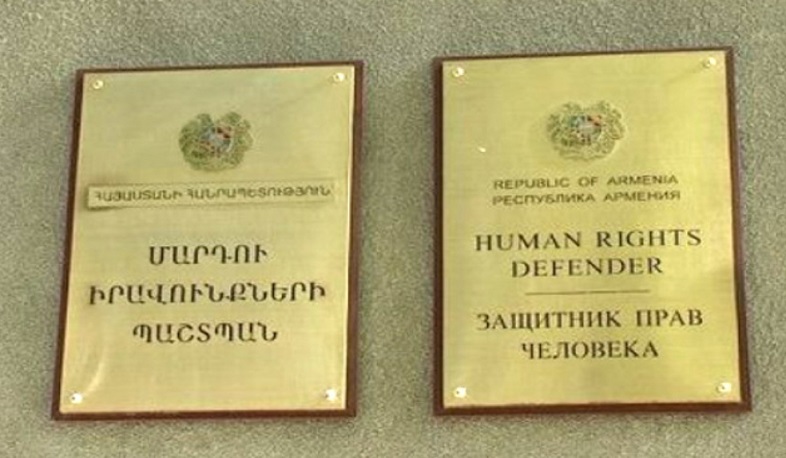 ՀԱՅԱՍՏԱՆԻ ՀԱՆՐԱՊԵՏՈՒԹՅՈՒՆ
ՄԱՐԴՈՒ
ԻՐԱՎՈՒՆՔՆԵՐԻ
ՊԱՇՏՊԱՆ
REPUBLIC OF ARMENIA
РЕСПУБЛИКА АРМЕНИЯ
HUMAN RIGHTS
DEFENDER
ЗАЩИТНИК ПРАВ
ЧЕЛОВЕКА